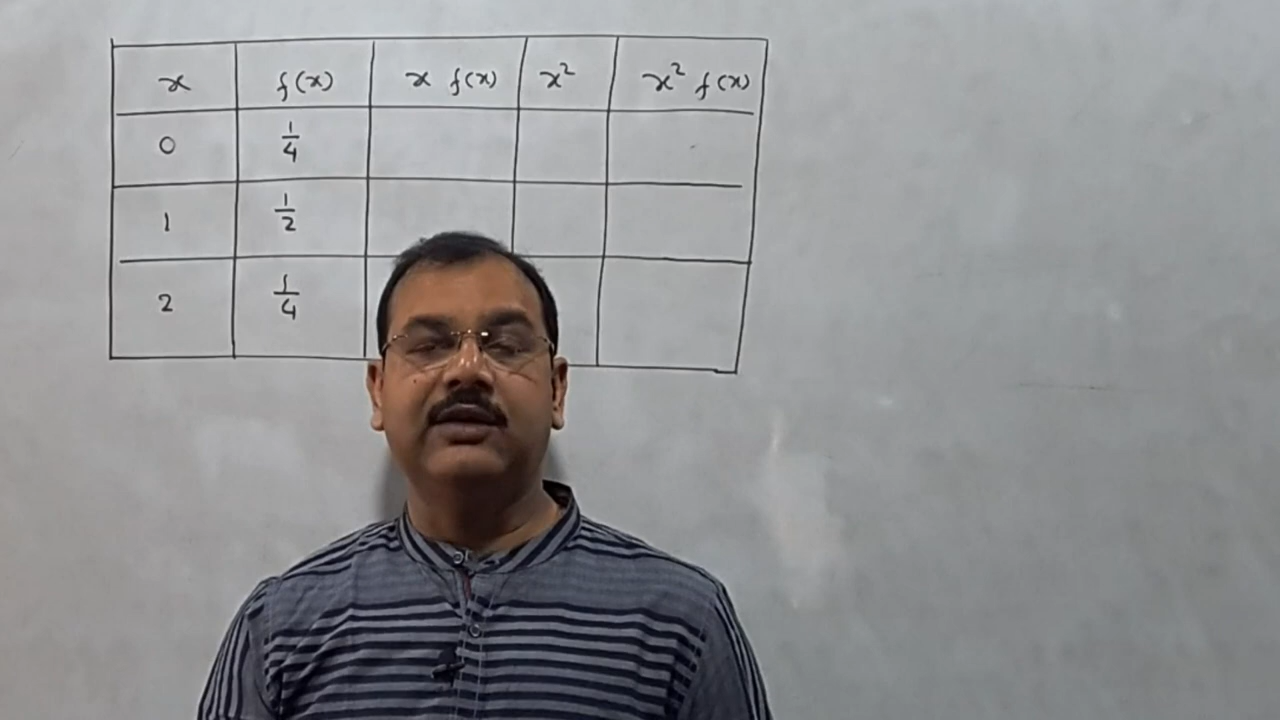 x f(x) x f(x) x² x² f(x)
0 1/4
1 1/2
2 1/4